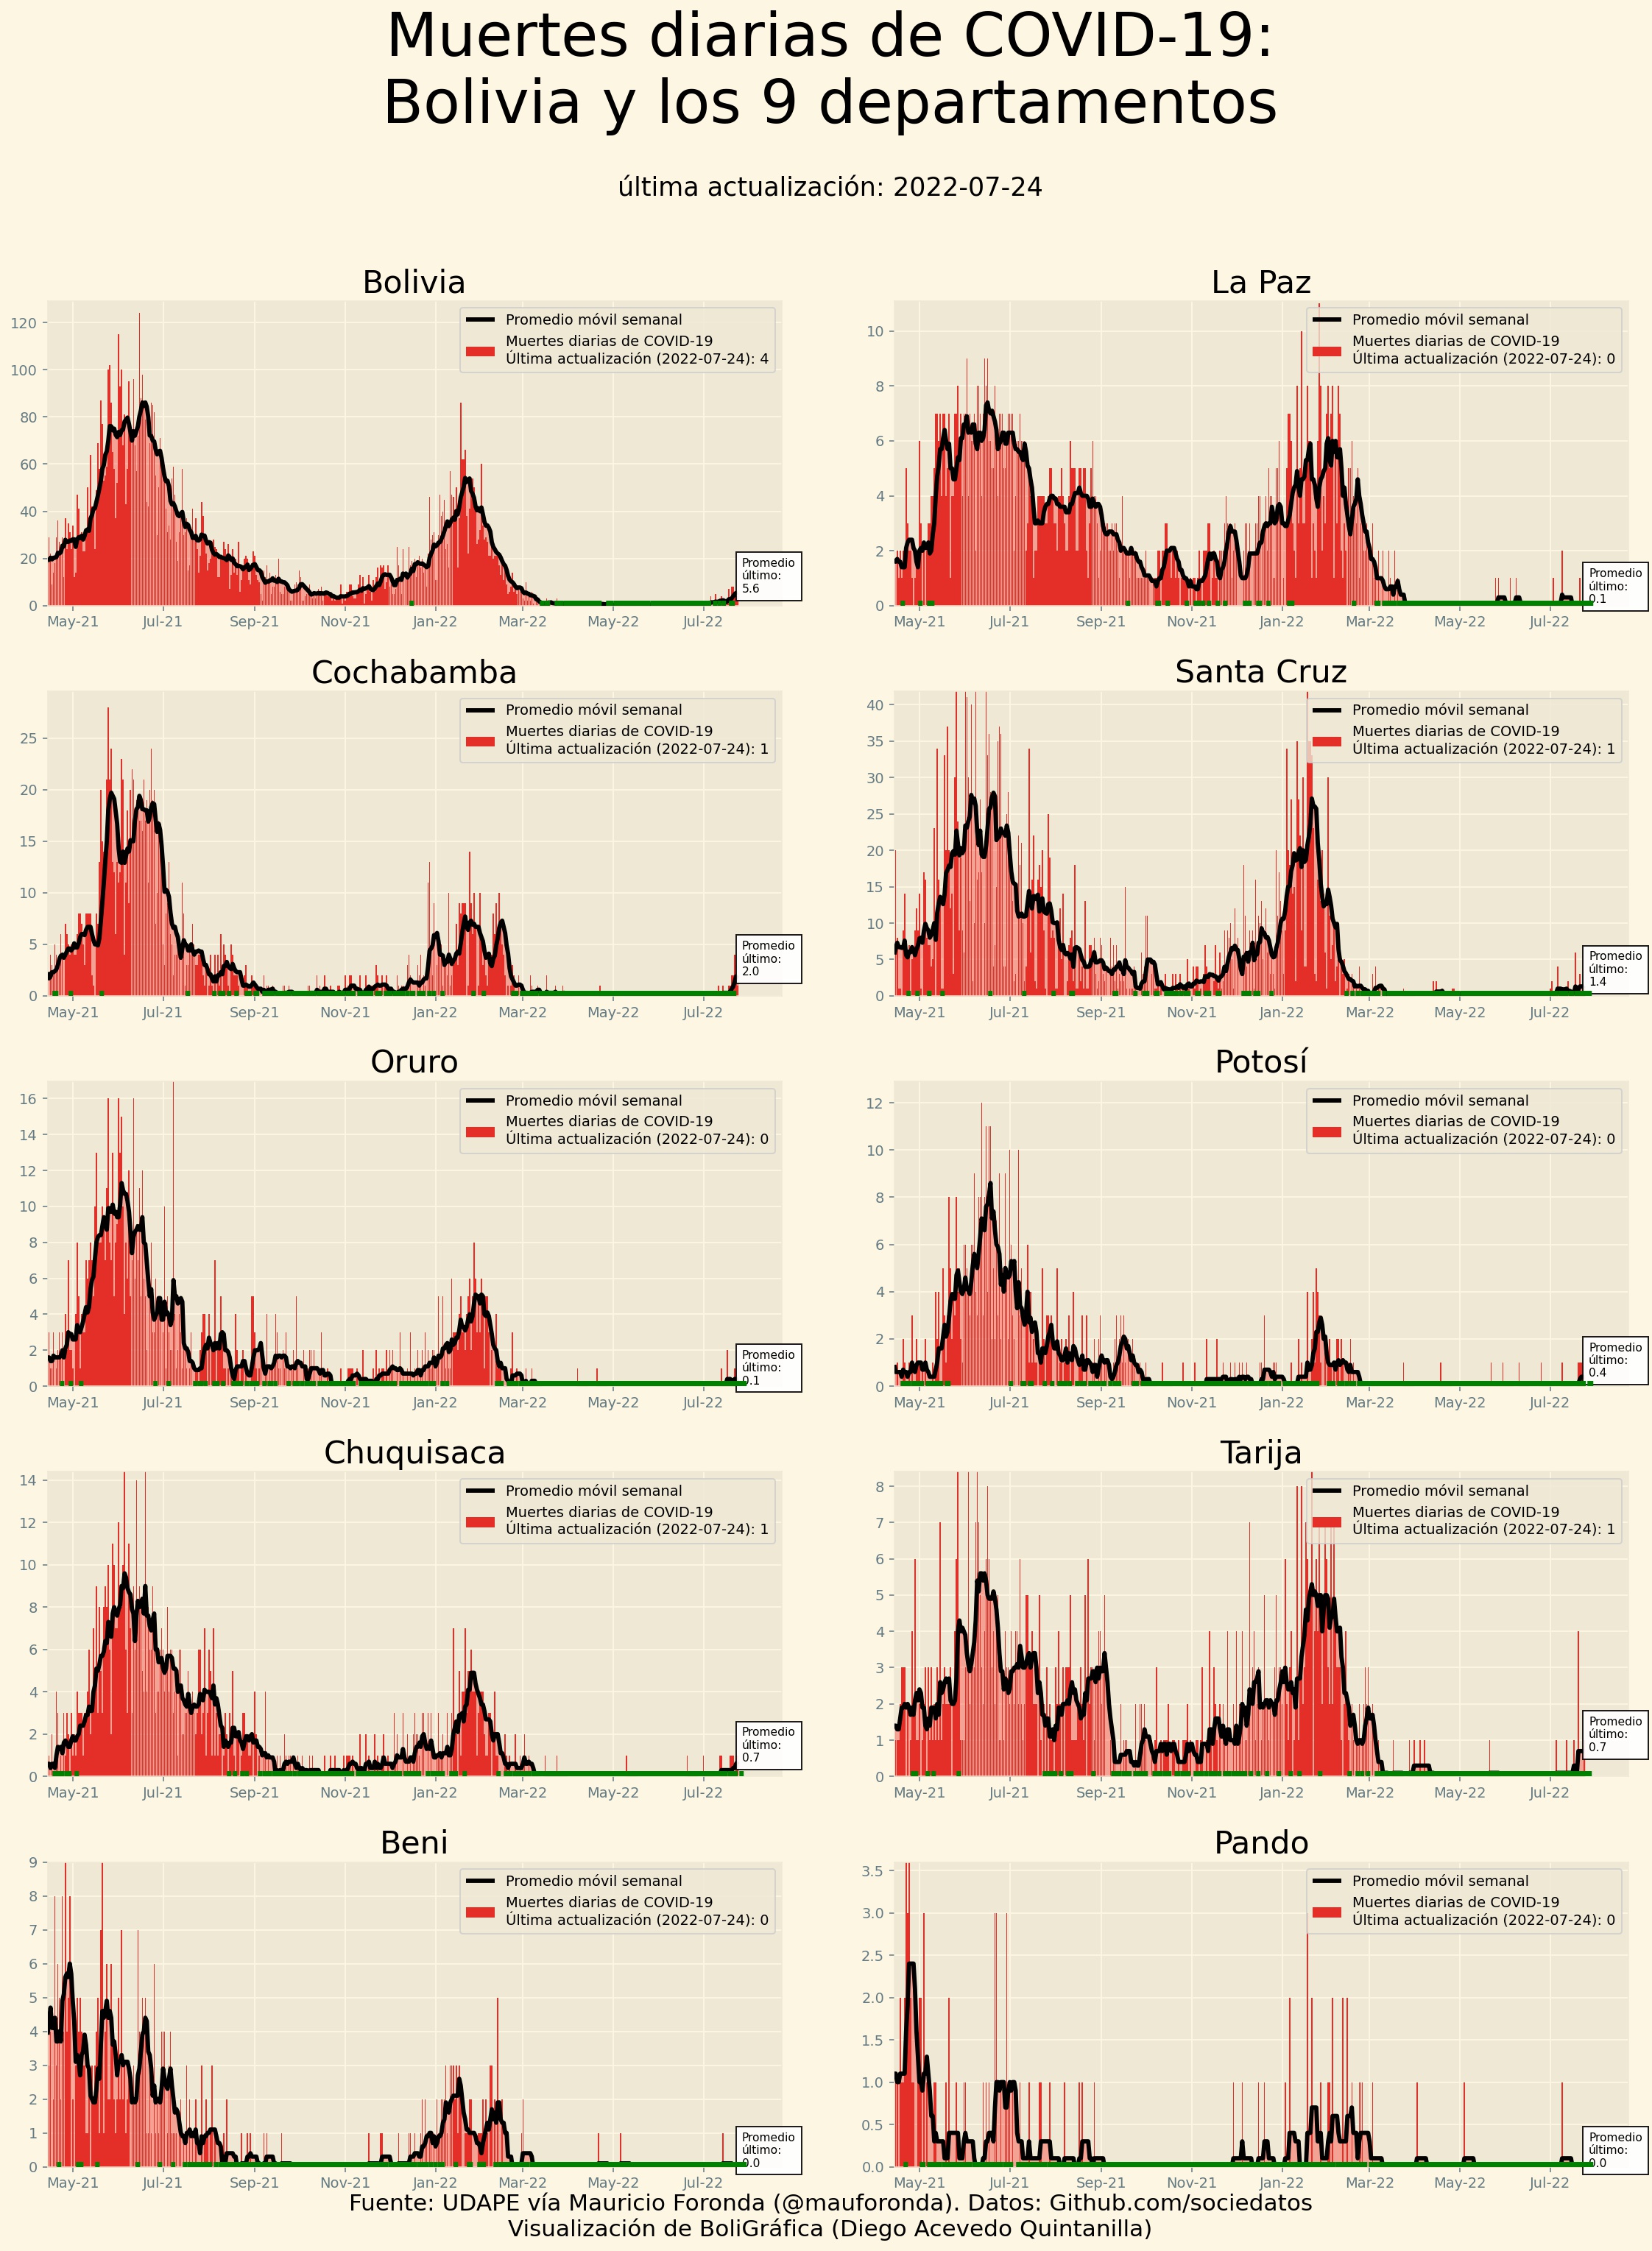 Muertes diarias de COVID-19:
Bolivia y los 9 departamentos
última actualización: 2022-07-24
Bolivia
120
100
80
60
40
20
0
Promedio móvil semanal
Muertes diarias de COVID-19
Última actualización (2022-07-24): 4
Promedio
último:
5.6
May-21 Jul-21 Sep-21 Nov-21 Jan-22 Mar-22 May-22 Jul-22
La Paz
10
8
6
4
2
0
Promedio móvil semanal
Muertes diarias de COVID-19
Última actualización (2022-07-24): 0
Promedio
último:
0.1
May-21 Jul-21 Sep-21 Nov-21 Jan-22 Mar-22 May-22 Jul-22
Cochabamba
25
20
15
10
5
0
Promedio móvil semanal
Muertes diarias de COVID-19
Última actualización (2022-07-24): 1
Promedio
último:
2.0
May-21 Jul-21 Sep-21 Nov-21 Jan-22 Mar-22 May-22 Jul-22
Santa Cruz
40
35
30
25
20
15
10
5
0
Promedio móvil semanal
Muertes diarias de COVID-19
Última actualización (2022-07-24): 1
Promedio
último:
1.4
May-21 Jul-21 Sep-21 Nov-21 Jan-22 Mar-22 May-22 Jul-22
Oruro
16
14
12
10
8
6
4
2
0
Promedio móvil semanal
Muertes diarias de COVID-19
Última actualización (2022-07-24): 0
Promedio
último:
0.1
May-21 Jul-21 Sep-21 Nov-21 Jan-22 Mar-22 May-22 Jul-22
Potosí
12
10
8
6
4
2
0
Promedio móvil semanal
Muertes diarias de COVID-19
Última actualización (2022-07-24): 0
Promedio
último:
0.4
May-21 Jul-21 Sep-21 Nov-21 Jan-22 Mar-22 May-22 Jul-22
Chuquisaca
14
12
10
8
6
4
2
0
Promedio móvil semanal
Muertes diarias de COVID-19
Última actualización (2022-07-24): 1
Promedio
último:
0.7
May-21 Jul-21 Sep-21 Nov-21 Jan-22 Mar-22 May-22 Jul-22
Tarija
8
7
6
5
4
3
2
1
0
Promedio móvil semanal
Muertes diarias de COVID-19
Última actualización (2022-07-24): 1
Promedio
último:
0.7
May-21 Jul-21 Sep-21 Nov-21 Jan-22 Mar-22 May-22 Jul-22
Beni
9
8
7
6
5
4
3
2
1
0
Promedio móvil semanal
Muertes diarias de COVID-19
Última actualización (2022-07-24): 0
Promedio
último:
0.0
May-21 Jul-21 Sep-21 Nov-21 Jan-22 Mar-22 May-22 Jul-22
Pando
3.5
3.0
2.5
2.0
1.5
1.0
0.5
0.0
Promedio móvil semanal
Muertes diarias de COVID-19
Última actualización (2022-07-24): 0
Promedio
último:
0.0
May-21 Jul-21 Sep-21 Nov-21 Jan-22 Mar-22 May-22 Jul-22
Fuente: UDAPE vía Mauricio Foronda (@mauforonda). Datos: Github.com/sociedatos
Visualización de BoliGráfica (Diego Acevedo Quintanilla)